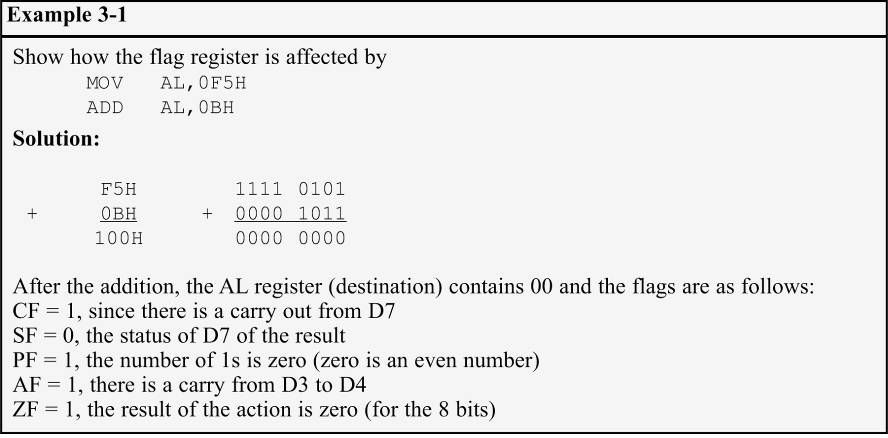 Example 3-1
Show how the flag register is affected by
MOV AL,0F5H
ADD AL,0BH
Solution:
F5H 1111 0101
+ 0BH + 0000 1011
100H 0000 0000
After the addition, the AL register (destination) contains 00 and the flags are as follows:
CF = 1, since there is a carry out from D7
SF = 0, the status of D7 of the result
PF = 1, the number of 1s is zero (zero is an even number)
AF = 1, there is a carry from D3 to D4
ZF = 1, the result of the action is zero (for the 8 bits)